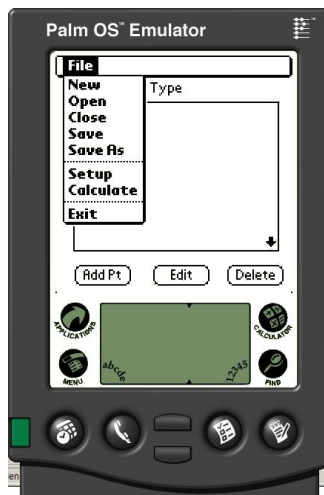 Palm OS™ Emulator
File
New
Type
Open
Close
Save
Save As
Setup
Calculate
Exit
Add Pt
Edit
Delete
APPLICATIONS
CALCULATOR
abcde
12345
MENU
FIND
en